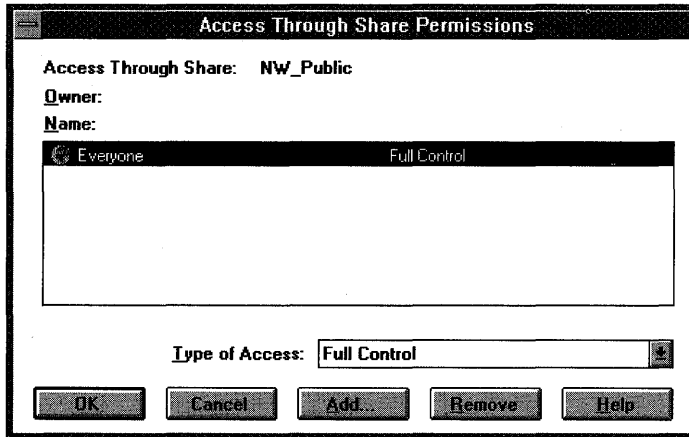 Access Through Share Permissions
Access Through Share: NW_Public
Owner:
Name:
Everyone Full Control
Type of Access: Full Control
OK Cancel Add... Remove Help